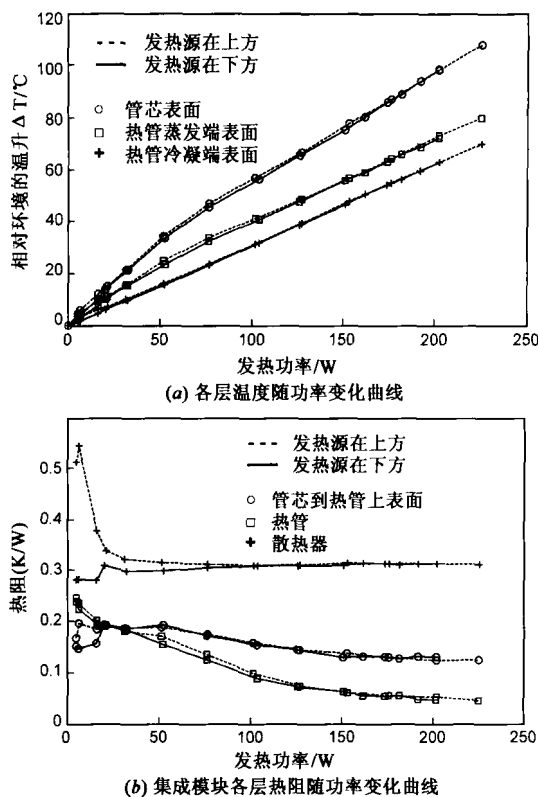 120
100
80
60
40
20
0
相对环境的温升ΔT/℃
发热源在上方
发热源在下方
管芯表面
热管蒸发端表面
热管冷凝端表面
0 50 100 150 200 250
发热功率/W
(a) 各层温度随功率变化曲线
0.5
0.4
0.3
0.2
0.1
0
热阻(K/W)
发热源在上方
发热源在下方
管芯到热管上表面
热管
散热器
0 50 100 150 200 250
发热功率/W
(b) 集成模块各层热阻随功率变化曲线